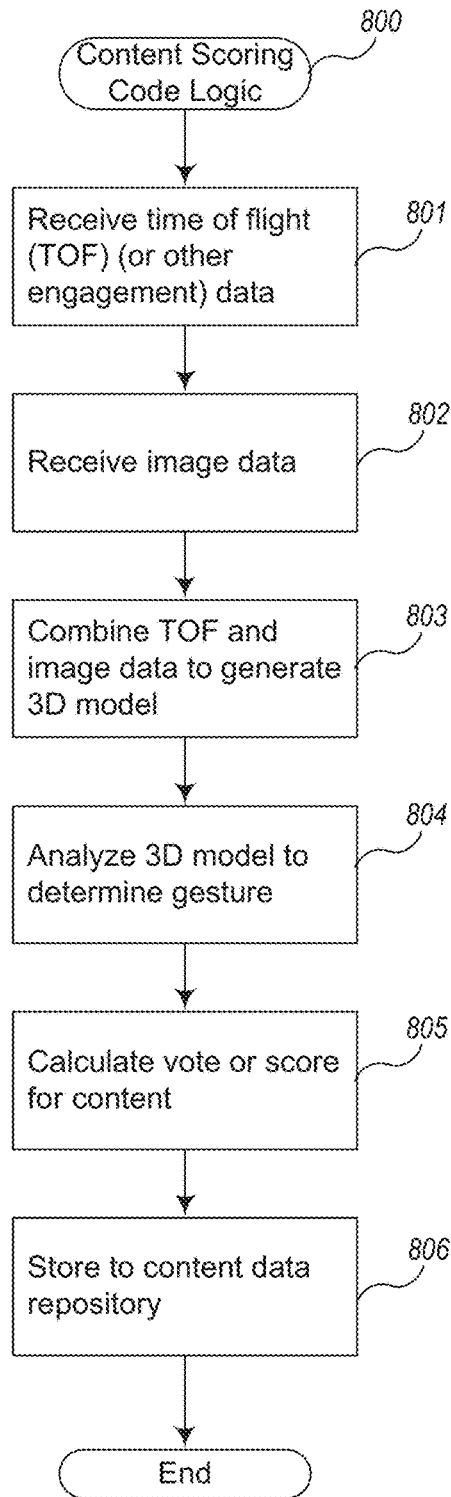 800
Content Scoring
Code Logic
801
Receive time of flight
(TOF) (or other
engagement) data
802
Receive image data
803
Combine TOF and
image data to generate
3D model
804
Analyze 3D model to
determine gesture
805
Calculate vote or score
for content
806
Store to content data
repository
End